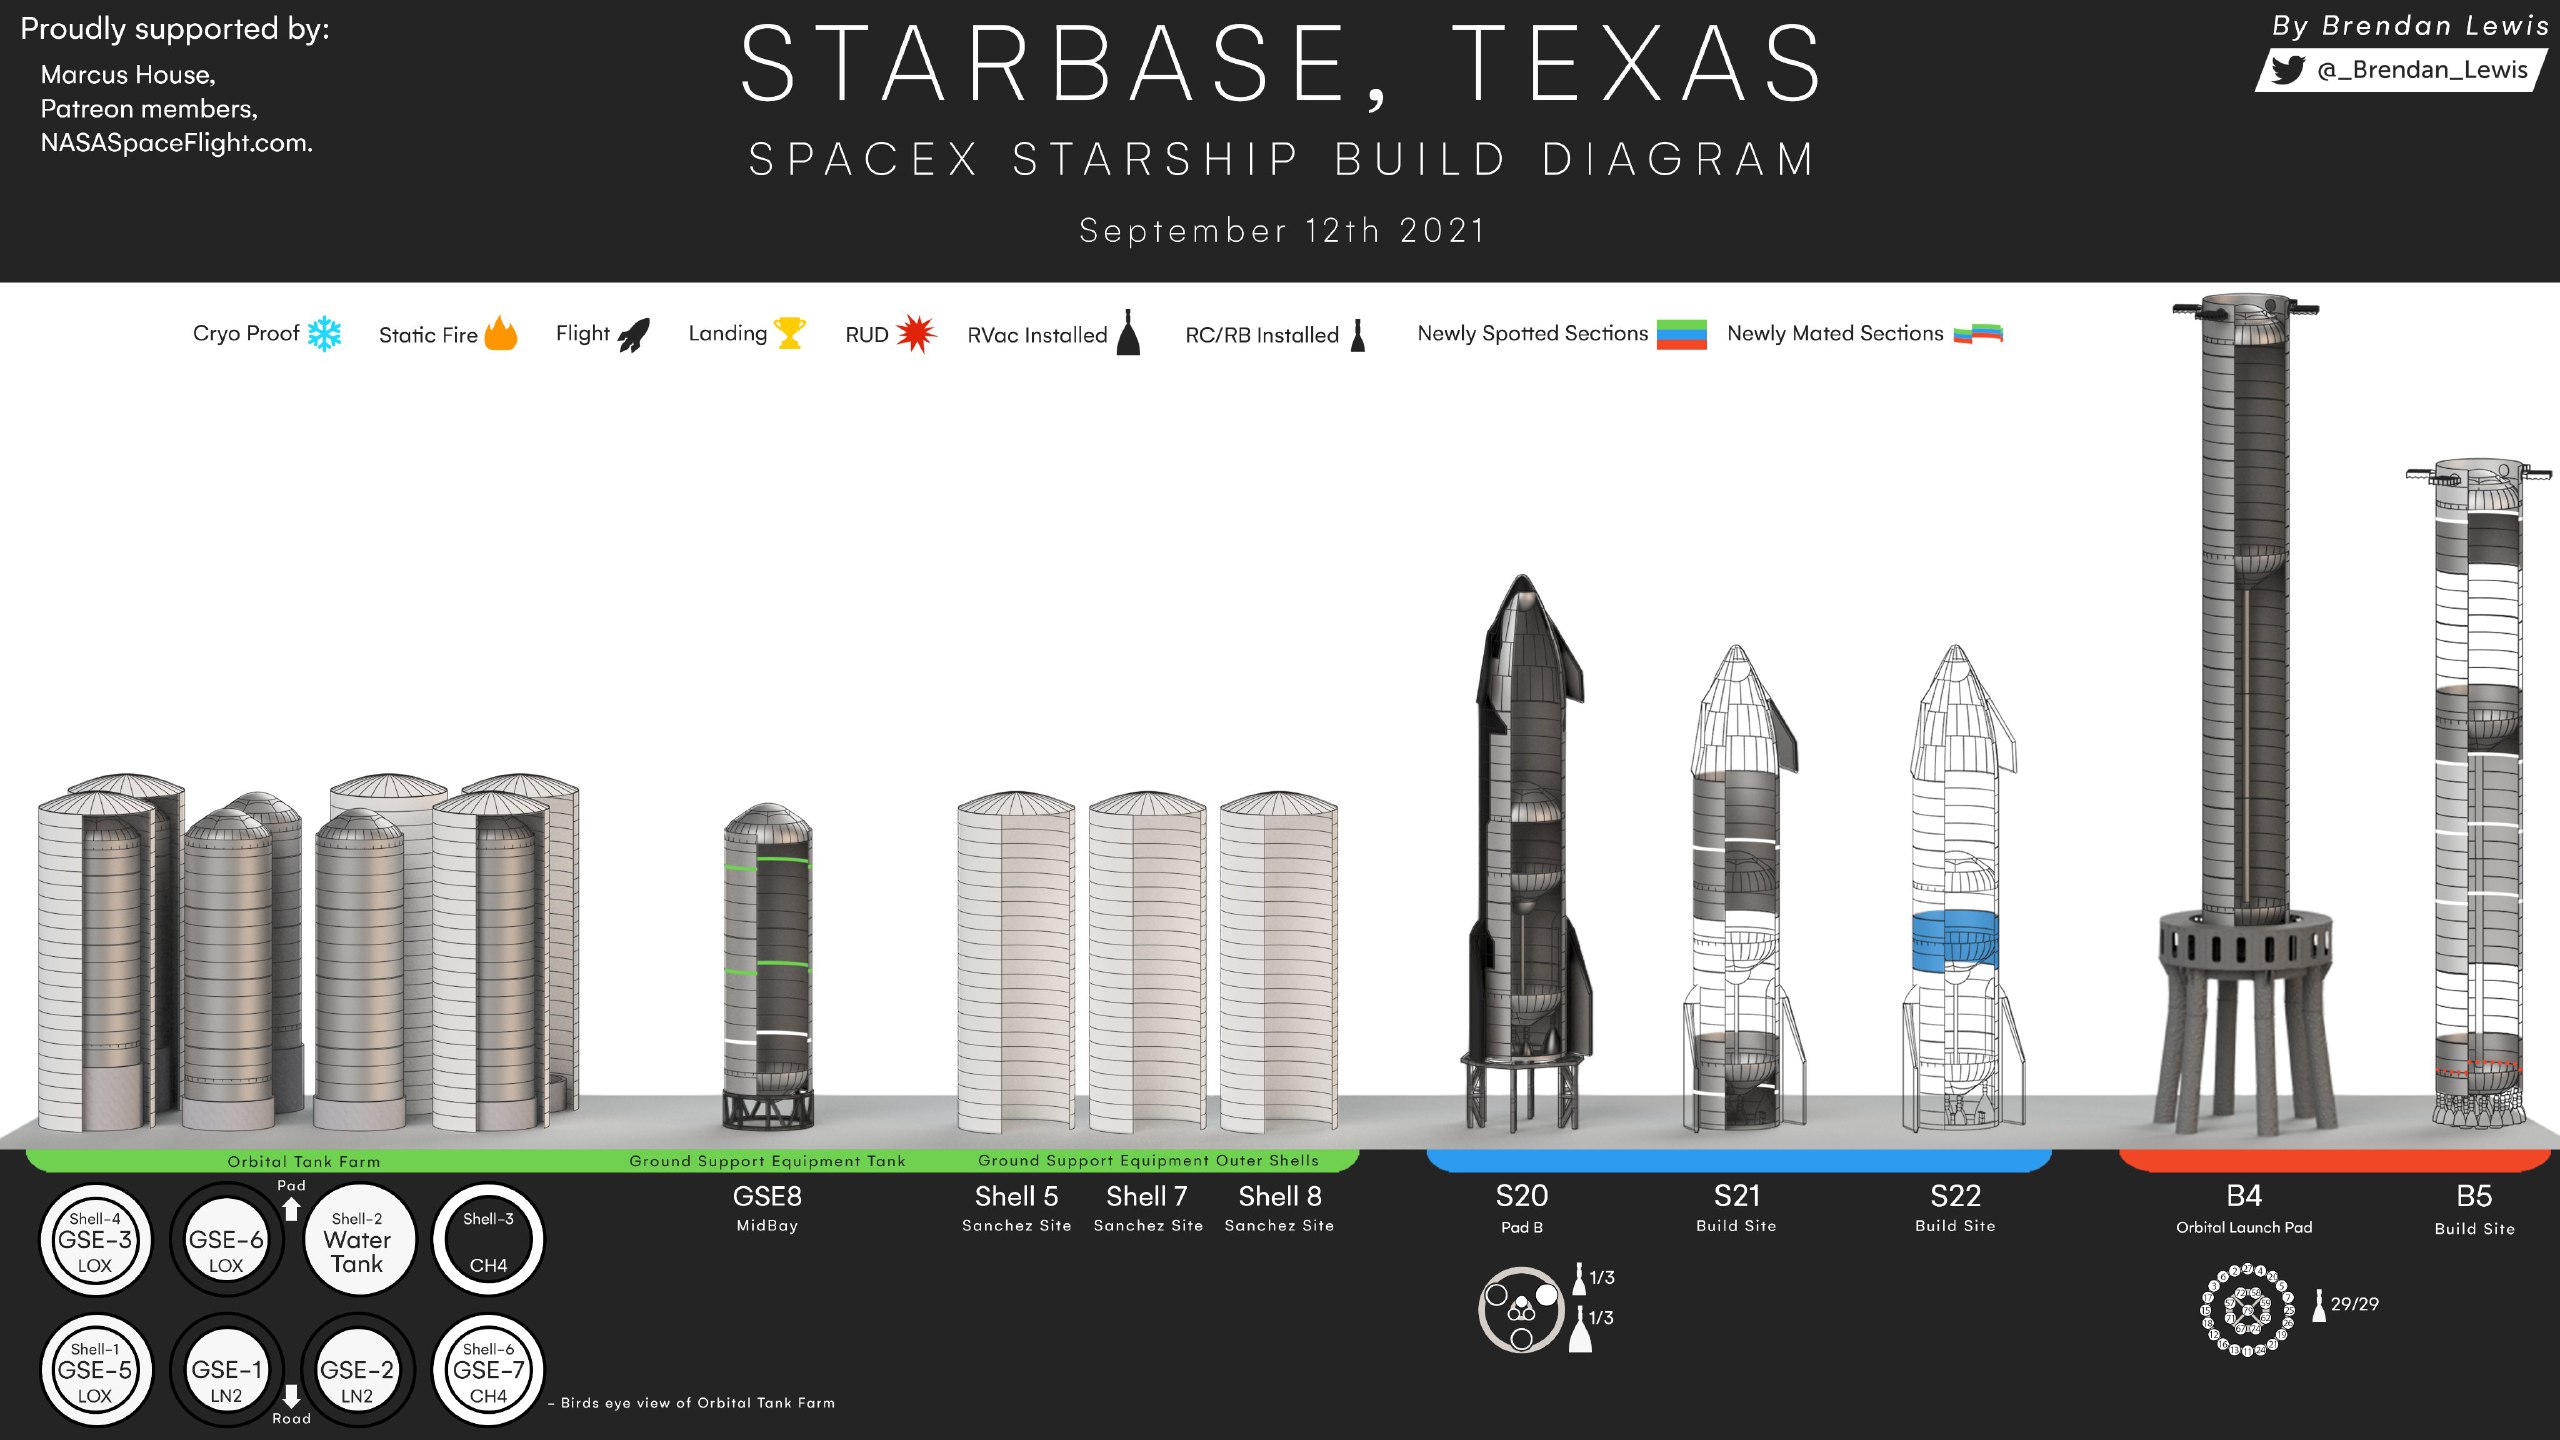 Proudly supported by:
Marcus House,
Patreon members,
NASASpaceFlight.com.
STARBASE, TEXAS
SPACEX STARSHIP BUILD DIAGRAM
September 12th 2021
By Brendan Lewis
@_Brendan_Lewis
Cryo Proof
Static Fire
Flight
Landing
RUD
RVac Installed
RC/RB Installed
Newly Spotted Sections
Newly Mated Sections
Orbital Tank Farm
Ground Support Equipment Tank
Ground Support Equipment Outer Shells
Pad
Shell-4
GSE-3
LOX
GSE-6
LOX
Shell-2
Water
Tank
Shell-3
CH4
Shell-1
GSE-5
LOX
GSE-1
LN2
GSE-2
LN2
Shell-6
GSE-7
CH4
Road
- Birds eye view of Orbital Tank Farm
GSE8
MidBay
Shell 5
Sanchez Site
Shell 7
Sanchez Site
Shell 8
Sanchez Site
S20
Pad B
1/3
1/3
S21
Build Site
S22
Build Site
B4
Orbital Launch Pad
29/29
B5
Build Site